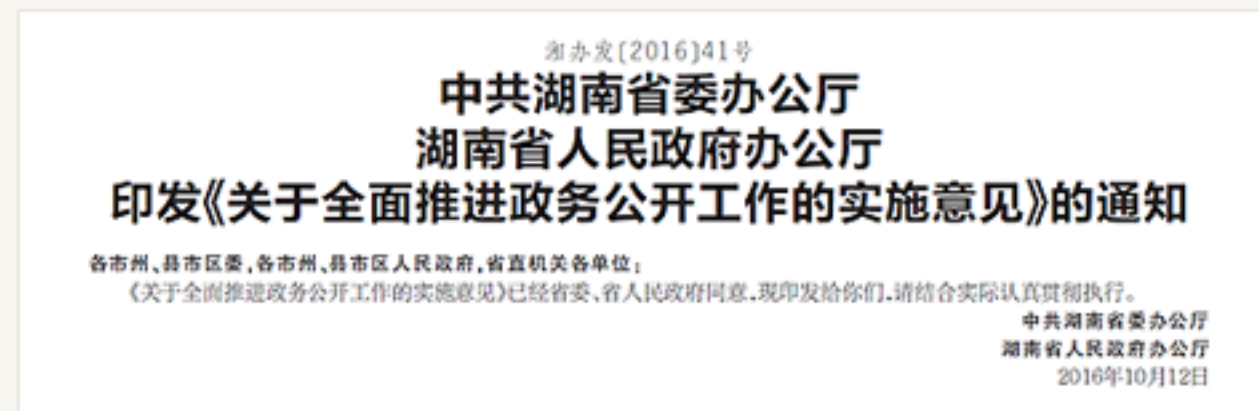 湘办发〔2016〕41号
中共湖南省委办公厅
湖南省人民政府办公厅
印发《关于全面推进政务公开工作的实施意见》的通知
各市州、县市区委,各市州、县市区人民政府,省直机关各单位:
《关于全面推进政务公开工作的实施意见》已经省委、省人民政府同意,现印发给你们,请结合实际认真贯彻执行。
中共湖南省委办公厅
湖南省人民政府办公厅
2016年10月12日